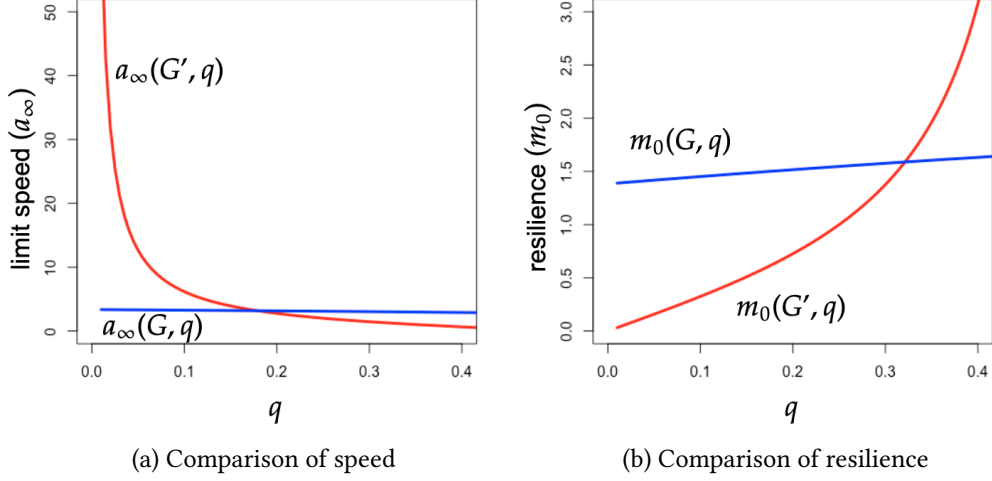 50
40
30
20
10
0
limit speed (a∞)
a∞(G′, q)
a∞(G, q)
0.0 0.1 0.2 0.3 0.4
q
(a) Comparison of speed
3.0
2.5
2.0
1.5
1.0
0.5
0.0
resilience (m₀)
m₀(G, q)
m₀(G′, q)
0.0 0.1 0.2 0.3 0.4
q
(b) Comparison of resilience